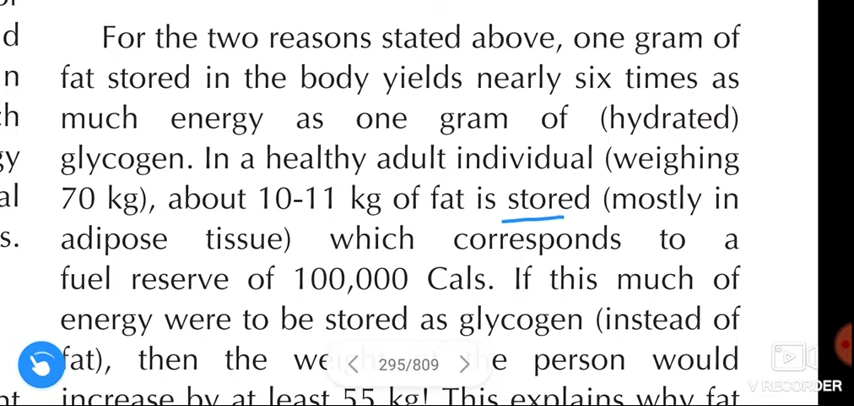 For the two reasons stated above, one gram of
d
fat stored in the body yields nearly six times as
n
much energy as one gram of (hydrated)
ch
glycogen. In a healthy adult individual (weighing
gy
70 kg), about 10-11 kg of fat is stored (mostly in
al
adipose tissue) which corresponds to a
s.
fuel reserve of 100,000 Cals. If this much of
energy were to be stored as glycogen (instead of
fat), then the person would
295/809
increase by at least 55 kg! This explains why fat
V RECORDER